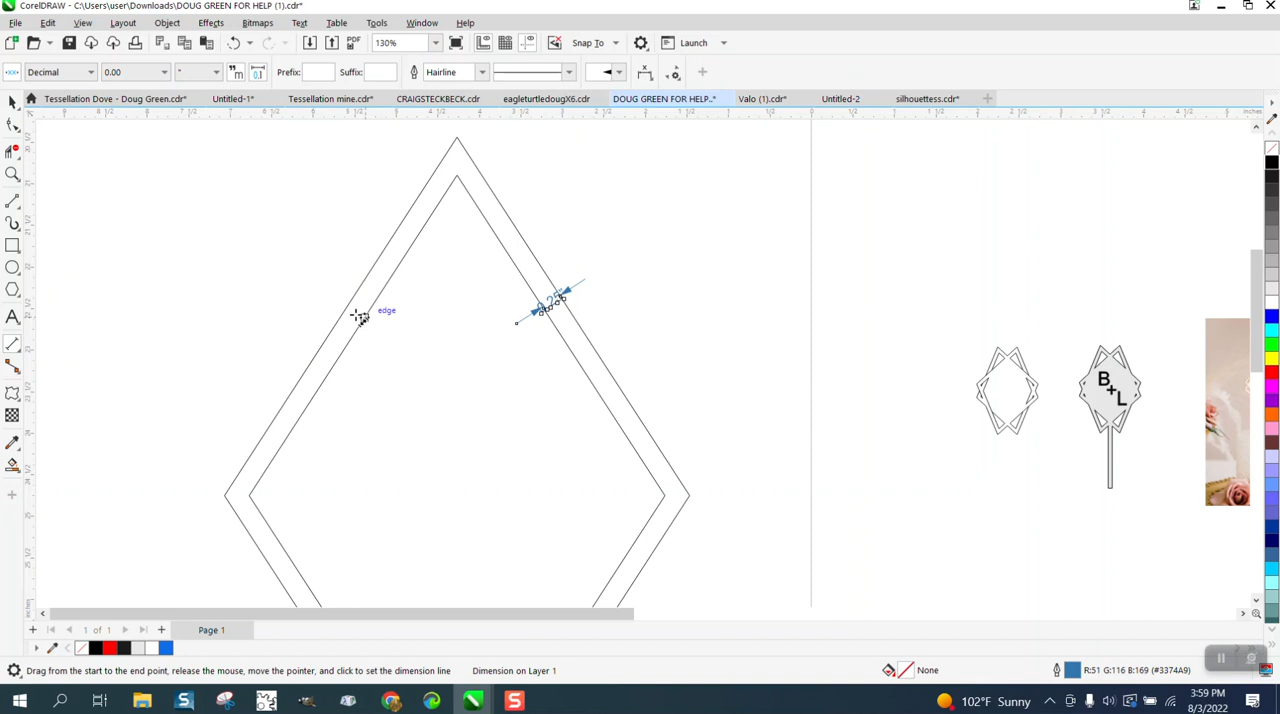 CorelDRAW - C:\Users\user\Downloads\DOUG GREEN FOR HELP (1).cdr*
File Edit View Layout Object Effects Bitmaps Text Table Tools Window Help
PDF 130% Snap To Launch
Decimal 0.00 " Prefix: Suffix: Hairline
Tessellation Dove - Doug Green.cdr* Untitled-1* Tessellation mine.cdr* CRAIGSTECKBECK.cdr eagleturtledougX6.cdr DOUG GREEN FOR HELP..* Valo (1).cdr* Untitled-2 silhouettess.cdr*
inches
0.25"
edge
B
+
L
1 of 1 Page 1
Drag from the start to the end point, release the mouse, move the pointer, and click to set the dimension line Dimension on Layer 1 None R:51 G:116 B:169 (#3374A9)
102°F Sunny 3:59 PM
8/3/2022